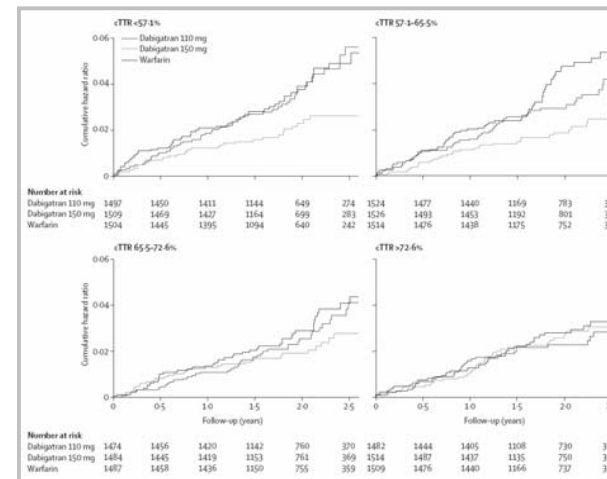 cTTR <57·1%
cTTR 57·1–65·5%
0·06
0·04
0·02
0
Cumulative hazard ratio
Dabigatran 110 mg
Dabigatran 150 mg
Warfarin
Number at risk
Dabigatran 110 mg 1497 1450 1411 1144 649 274 1524 1477 1440 1169 783
Dabigatran 150 mg 1509 1469 1427 1164 699 283 1526 1493 1453 1192 801
Warfarin 1504 1445 1395 1094 640 242 1514 1476 1438 1175 752
cTTR 65·5–72·6%
cTTR >72·6%
0·06
0·04
0·02
0
Cumulative hazard ratio
0 0·5 1·0 1·5 2·0 2·5 0 0·5 1·0 1·5 2·0
Follow-up (years) Follow-up (years)
Number at risk
Dabigatran 110 mg 1474 1456 1420 1142 760 370 1482 1444 1405 1108 730
Dabigatran 150 mg 1484 1445 1419 1153 761 369 1514 1487 1437 1135 750
Warfarin 1487 1458 1436 1150 755 359 1509 1476 1440 1166 737